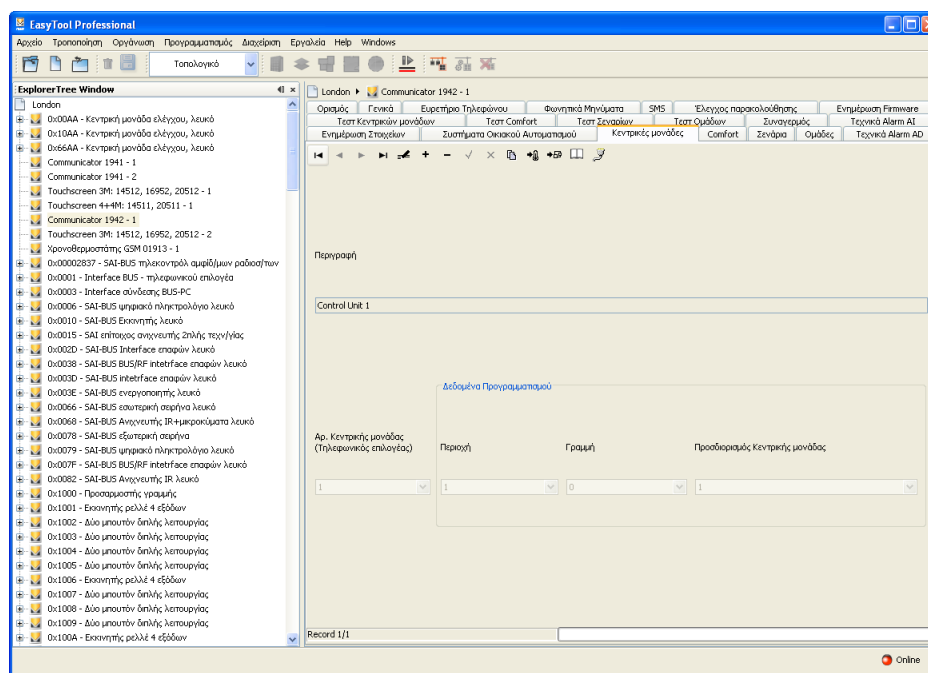 EasyTool Professional
Αρχείο Τροποποίηση Οργάνωση Προγραμματισμός Διαχείριση Εργαλεία Help Windows
Τοπολογικό
ExplorerTree Window
London
0x00AA - Κεντρική μονάδα ελέγχου, λευκό
0x10AA - Κεντρική μονάδα ελέγχου, λευκό
0x66AA - Κεντρική μονάδα ελέγχου, λευκό
Communicator 1941 - 1
Communicator 1941 - 2
Touchscreen 3M: 14512, 16952, 20512 - 1
Touchscreen 4+4M: 14511, 20511 - 1
Communicator 1942 - 1
Touchscreen 3M: 14512, 16952, 20512 - 2
Χρονοθερμοστάτης GSM 01913 - 1
0x00002837 - SAI-BUS τηλεκοντρόλ αμφίδ/μων ραδιοσ/των
0x0001 - Interface BUS - τηλεφωνικού επιλογέα
0x0003 - Interface σύνδεσης BUS-PC
0x0006 - SAI-BUS ψηφιακό πληκτρολόγιο λευκό
0x0010 - SAI-BUS Εκκινητής λευκό
0x0015 - SAI επίτοιχος ανιχνευτής 2πλής τεχν/γίας
0x002D - SAI-BUS Interface επαφών λευκό
0x0038 - SAI-BUS BUS/RF intetrface επαφών λευκό
0x003D - SAI-BUS intetrface επαφών λευκό
0x003E - SAI-BUS ενεργοποιητής λευκό
0x0066 - SAI-BUS εσωτερική σειρήνα λευκό
0x0068 - SAI-BUS Ανιχνευτής IR+μικροκύματα λευκό
0x0078 - SAI-BUS εξωτερική σειρήνα
0x0079 - SAI-BUS ψηφιακό πληκτρολόγιο λευκό
0x007F - SAI-BUS BUS/RF intetrface επαφών λευκό
0x0082 - SAI-BUS Ανιχνευτής IR λευκό
0x1000 - Προσαρμοστής γραμμής
0x1001 - Εκκινητής ρελλέ 4 εξόδων
0x1002 - Δύο μπουτόν διπλής λειτουργίας
0x1003 - Δύο μπουτόν διπλής λειτουργίας
0x1004 - Δύο μπουτόν διπλής λειτουργίας
0x1005 - Δύο μπουτόν διπλής λειτουργίας
0x1006 - Εκκινητής ρελλέ 4 εξόδων
0x1007 - Δύο μπουτόν διπλής λειτουργίας
0x1008 - Δύο μπουτόν διπλής λειτουργίας
0x1009 - Δύο μπουτόν διπλής λειτουργίας
0x100A - Εκκινητής ρελλέ 4 εξόδων
London Communicator 1942 - 1
Ορισμός Γενικά Ευρετήριο Τηλεφώνου Φωνητικά Μηνύματα SMS Έλεγχος παρακολούθησης Ενημέρωση Firmware
Τεστ Κεντρικών μονάδων Τεστ Comfort Τεστ Σεναρίων Τεστ Ομάδων Συναγερμός Τεχνικά Alarm AI
Ενημέρωση Στοιχείων Συστήματα Οικιακού Αυτοματισμού Κεντρικές μονάδες Comfort Σενάρια Ομάδες Τεχνικά Alarm AD
Περιγραφή
Control Unit 1
Δεδομένα Προγραμματισμού
Αρ. Κεντρικής μονάδας
(Τηλεφωνικός επιλογέας) Περιοχή Γραμμή Προσδιορισμός Κεντρικής μονάδας
1 1 0 1
Record 1/1
Online